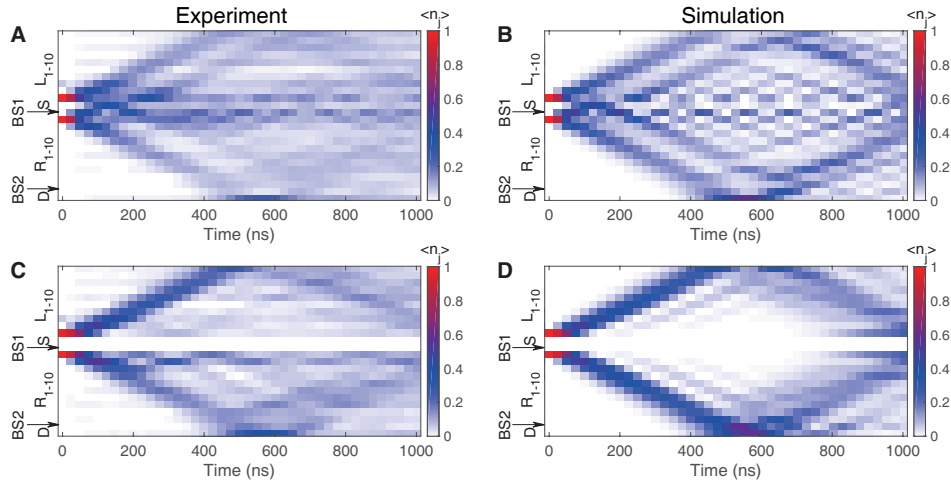 Experiment
Simulation
A
<n_j>
B
<n_j>
L1-10
S
BS1
R1-10
BS2
D
1
0.8
0.6
0.4
0.2
0
0 200 400 600 800 1000
Time (ns)
L1-10
S
BS1
R1-10
BS2
D
1
0.8
0.6
0.4
0.2
0
0 200 400 600 800 1000
Time (ns)
C
<n_j>
D
<n_j>
L1-10
S
BS1
R1-10
BS2
D
1
0.8
0.6
0.4
0.2
0
0 200 400 600 800 1000
Time (ns)
L1-10
S
BS1
R1-10
BS2
D
1
0.8
0.6
0.4
0.2
0
0 200 400 600 800 1000
Time (ns)